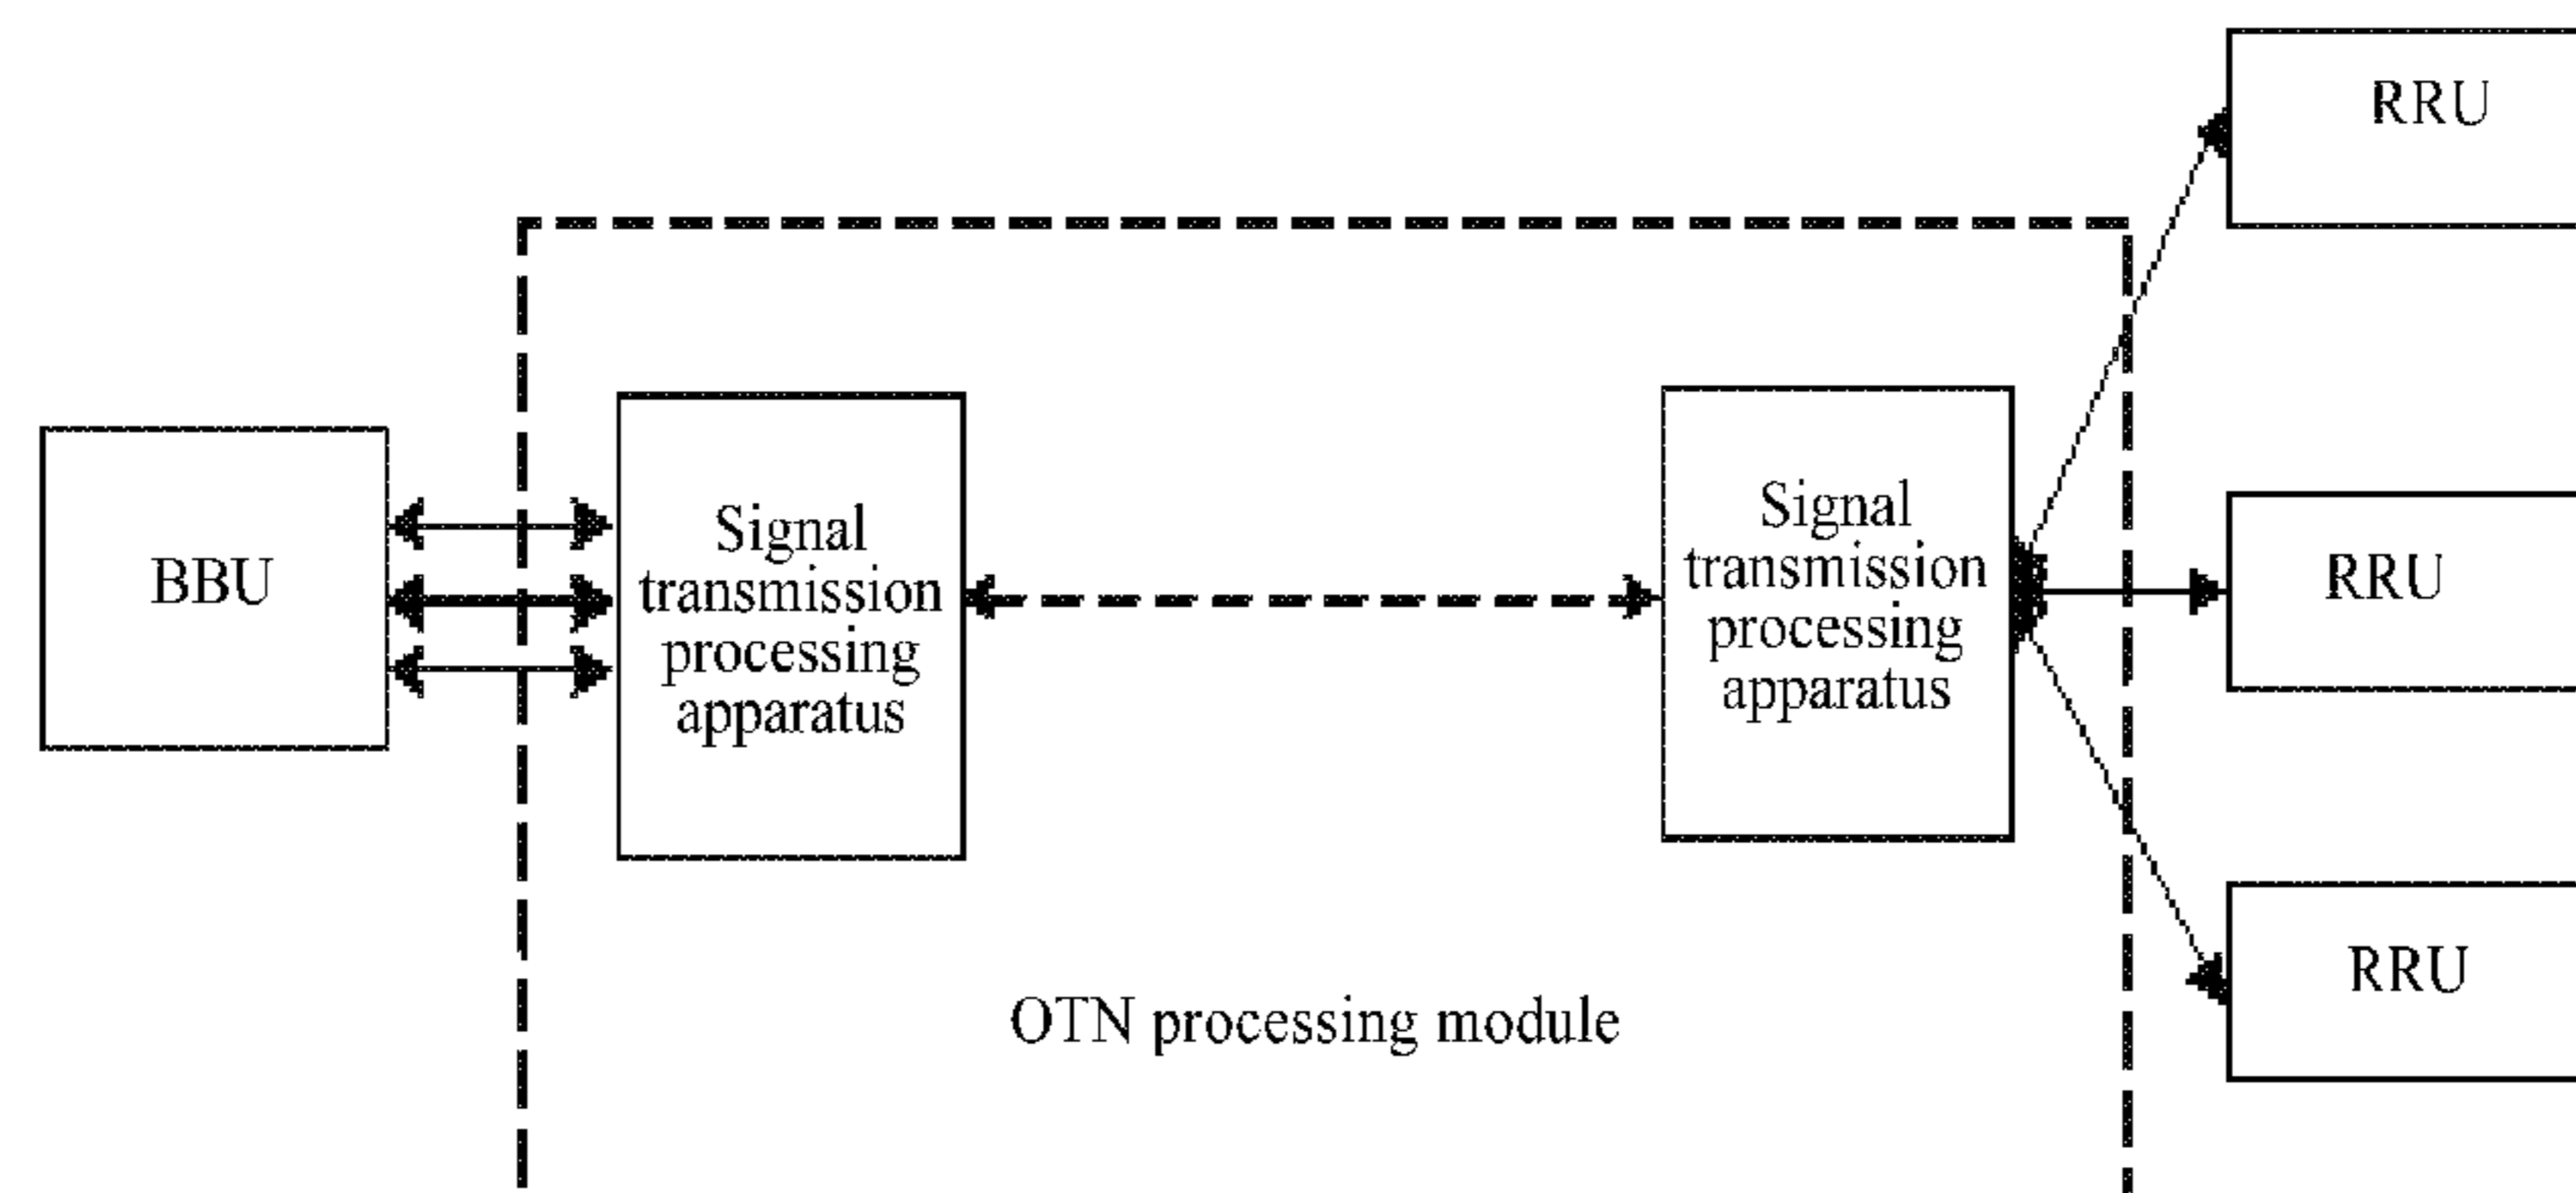 RRU
BBU
Signal
transmission
processing
apparatus
Signal
transmission
processing
apparatus
RRU
RRU
OTN processing module